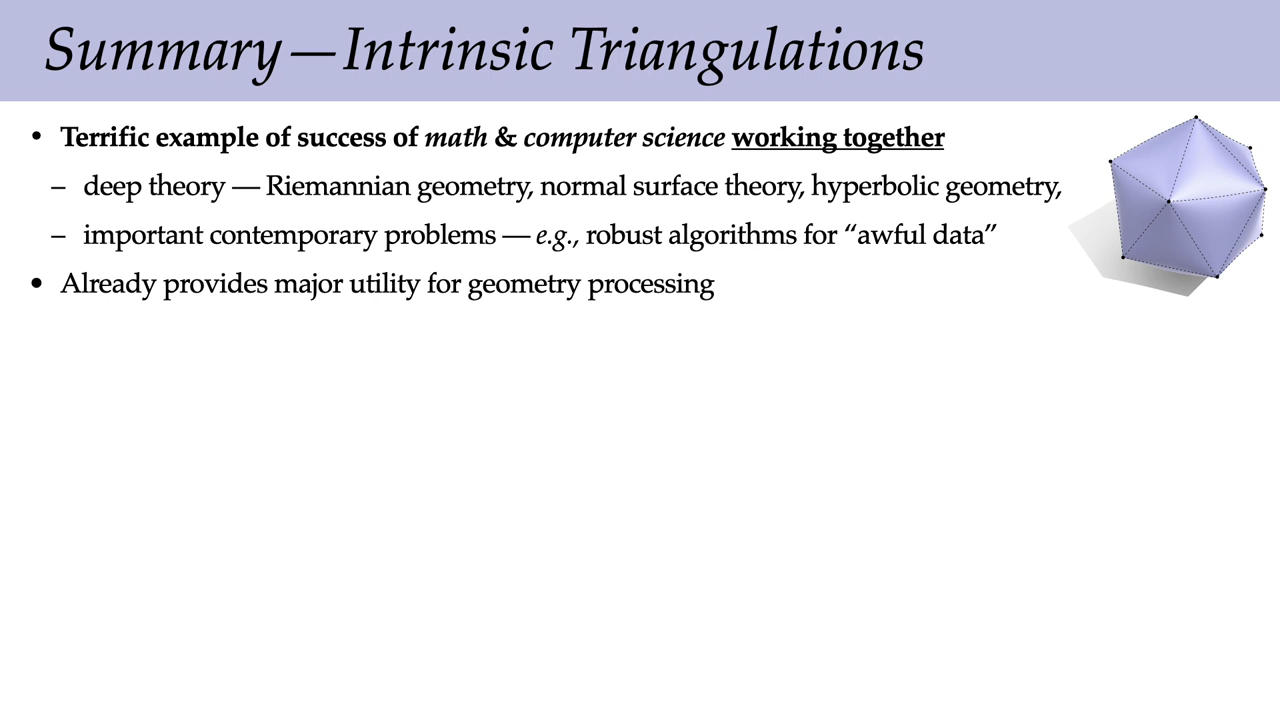 Summary—Intrinsic Triangulations
• Terrific example of success of math & computer science working together
– deep theory — Riemannian geometry, normal surface theory, hyperbolic geometry,
– important contemporary problems — e.g., robust algorithms for “awful data”
• Already provides major utility for geometry processing